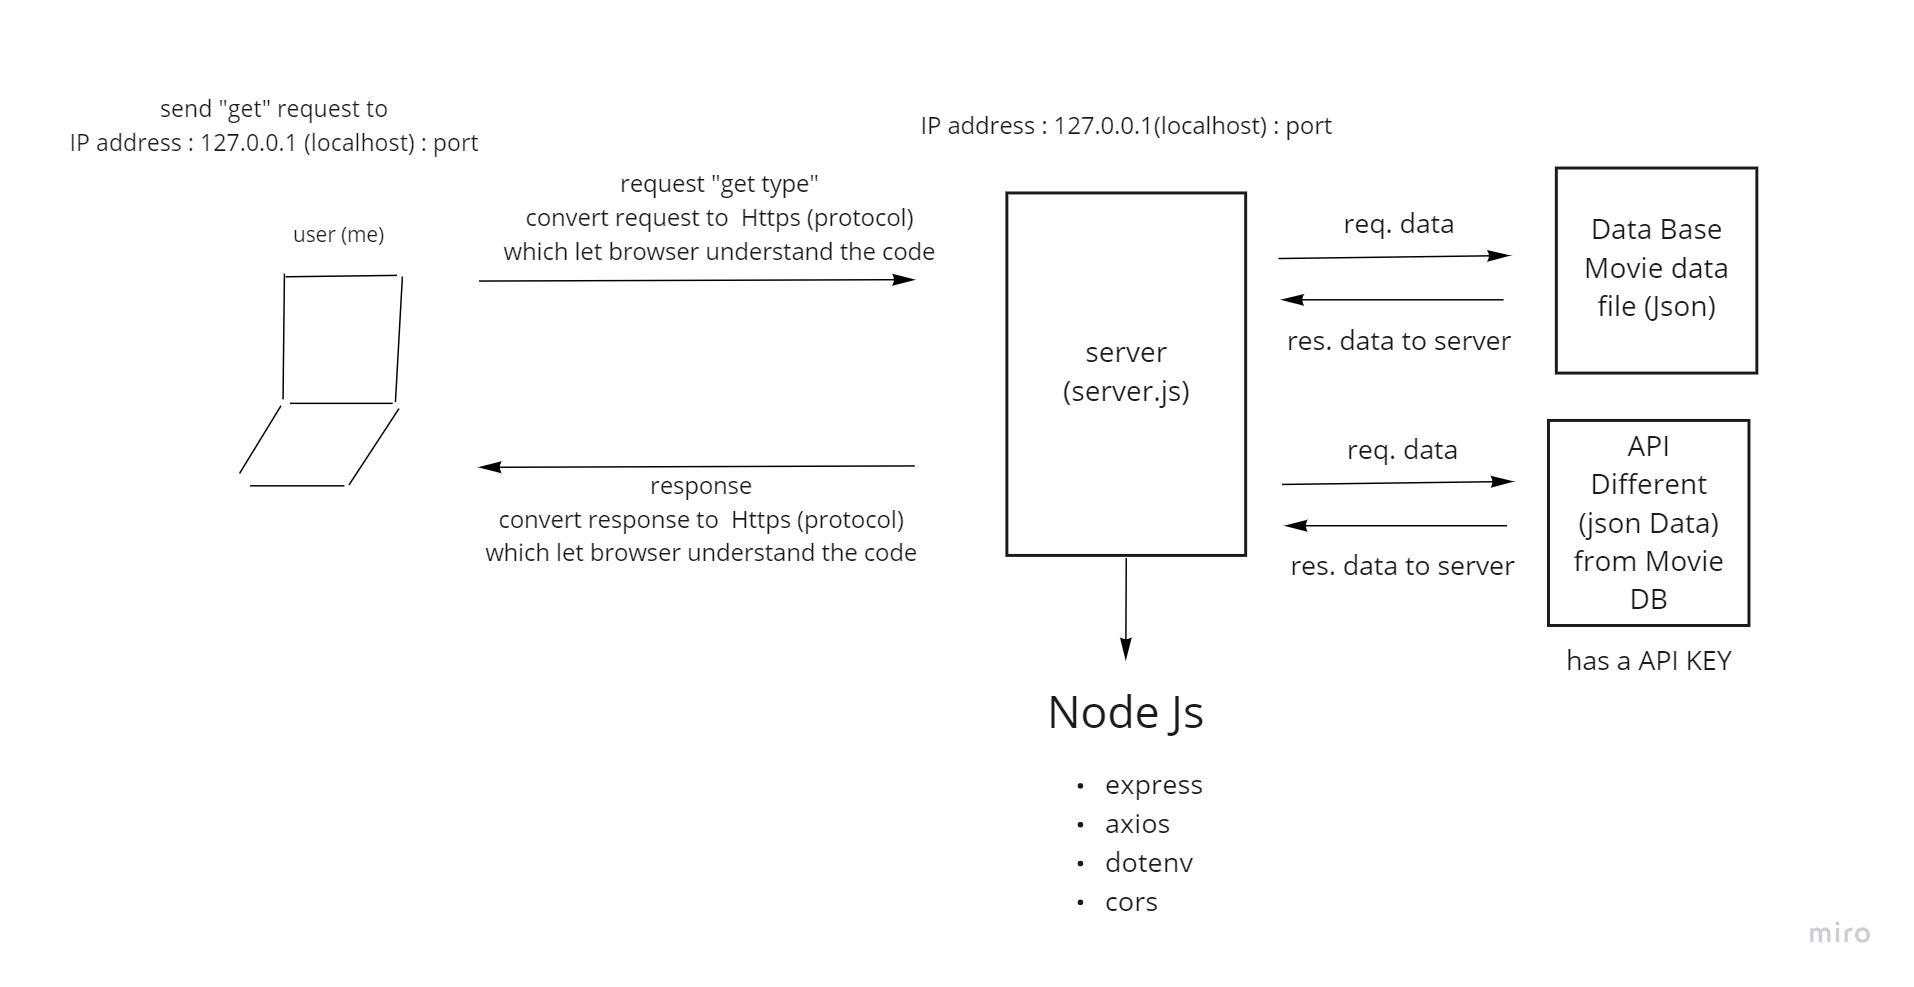 send "get" request to
IP address : 127.0.0.1 (localhost) : port
user (me)
request "get type"
convert request to  Https (protocol)
which let browser understand the code
response
convert response to  Https (protocol)
which let browser understand the code
IP address : 127.0.0.1(localhost) : port
server
(server.js)
req. data
res. data to server
Data Base
Movie data
file (Json)
req. data
res. data to server
API
Different
(json Data)
from Movie
DB
has a API KEY
Node Js
• express
• axios
• dotenv
• cors
miro